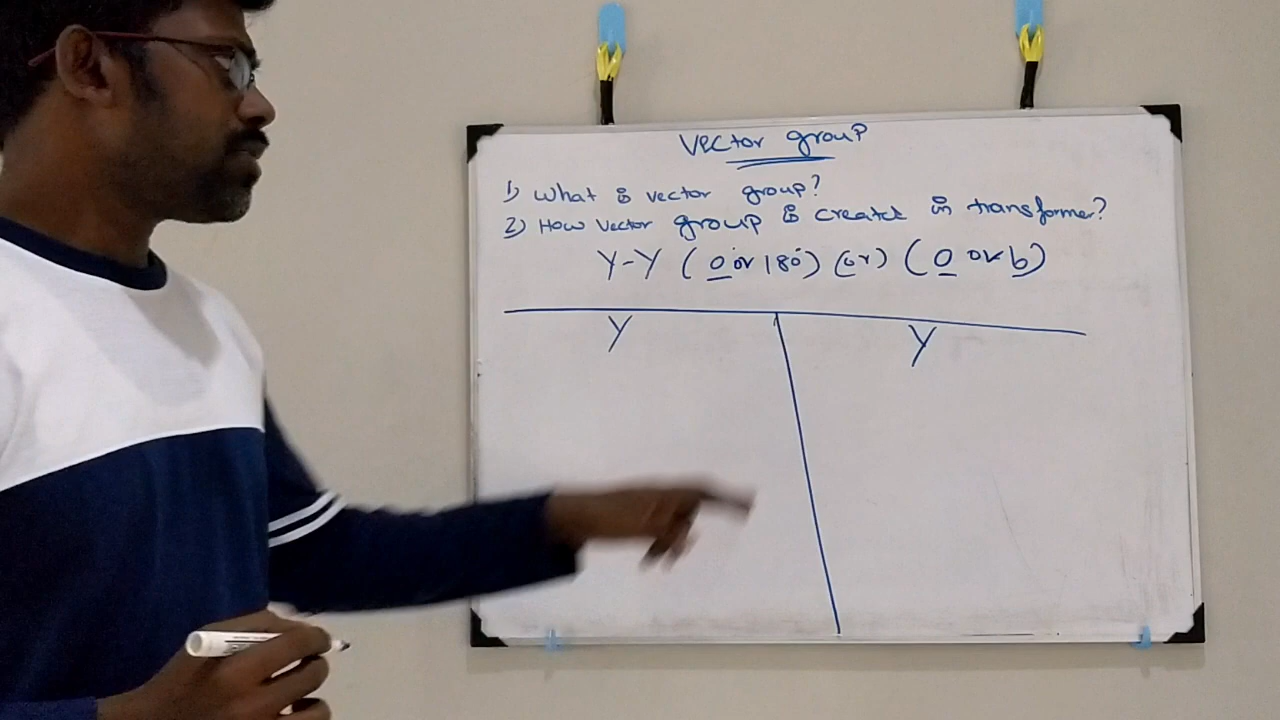 Vector group
1) What is vector group?
2) How vector group is created in transformer?
Y-Y (0° or 180°) (or) (0 or 6)
Y Y